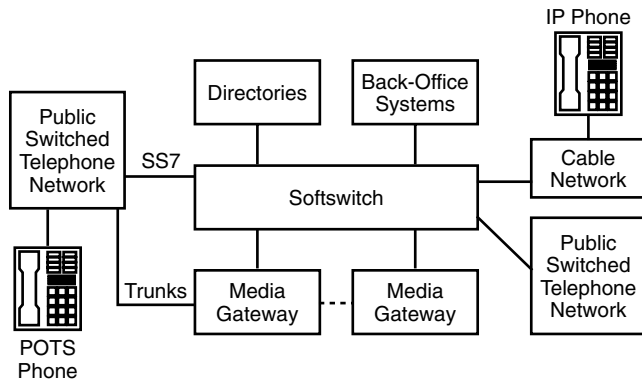 IP Phone
Directories
Back-Office
Systems
Public
Switched
Telephone
Network
SS7
Softswitch
Cable
Network
Public
Switched
Telephone
Network
Trunks
Media
Gateway
Media
Gateway
POTS
Phone